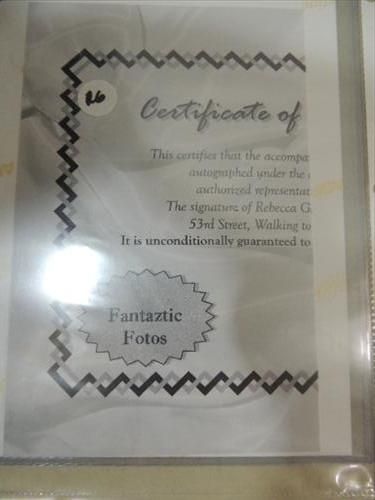 R6
Certificate of
This certifies that the accompa
autographed under the
authorized representat
The signature of Rebecca G
53rd Street, Walking to
It is unconditionally guaranteed to
Fantaztic
Fotos